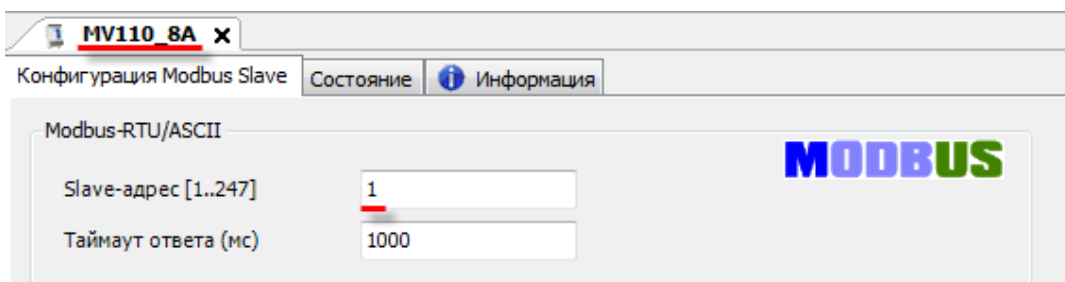 MV110_8A x
Конфигурация Modbus Slave Состояние Информация
Modbus-RTU/ASCII
MODBUS
Slave-адрес [1..247] 1
Таймаут ответа (мс) 1000